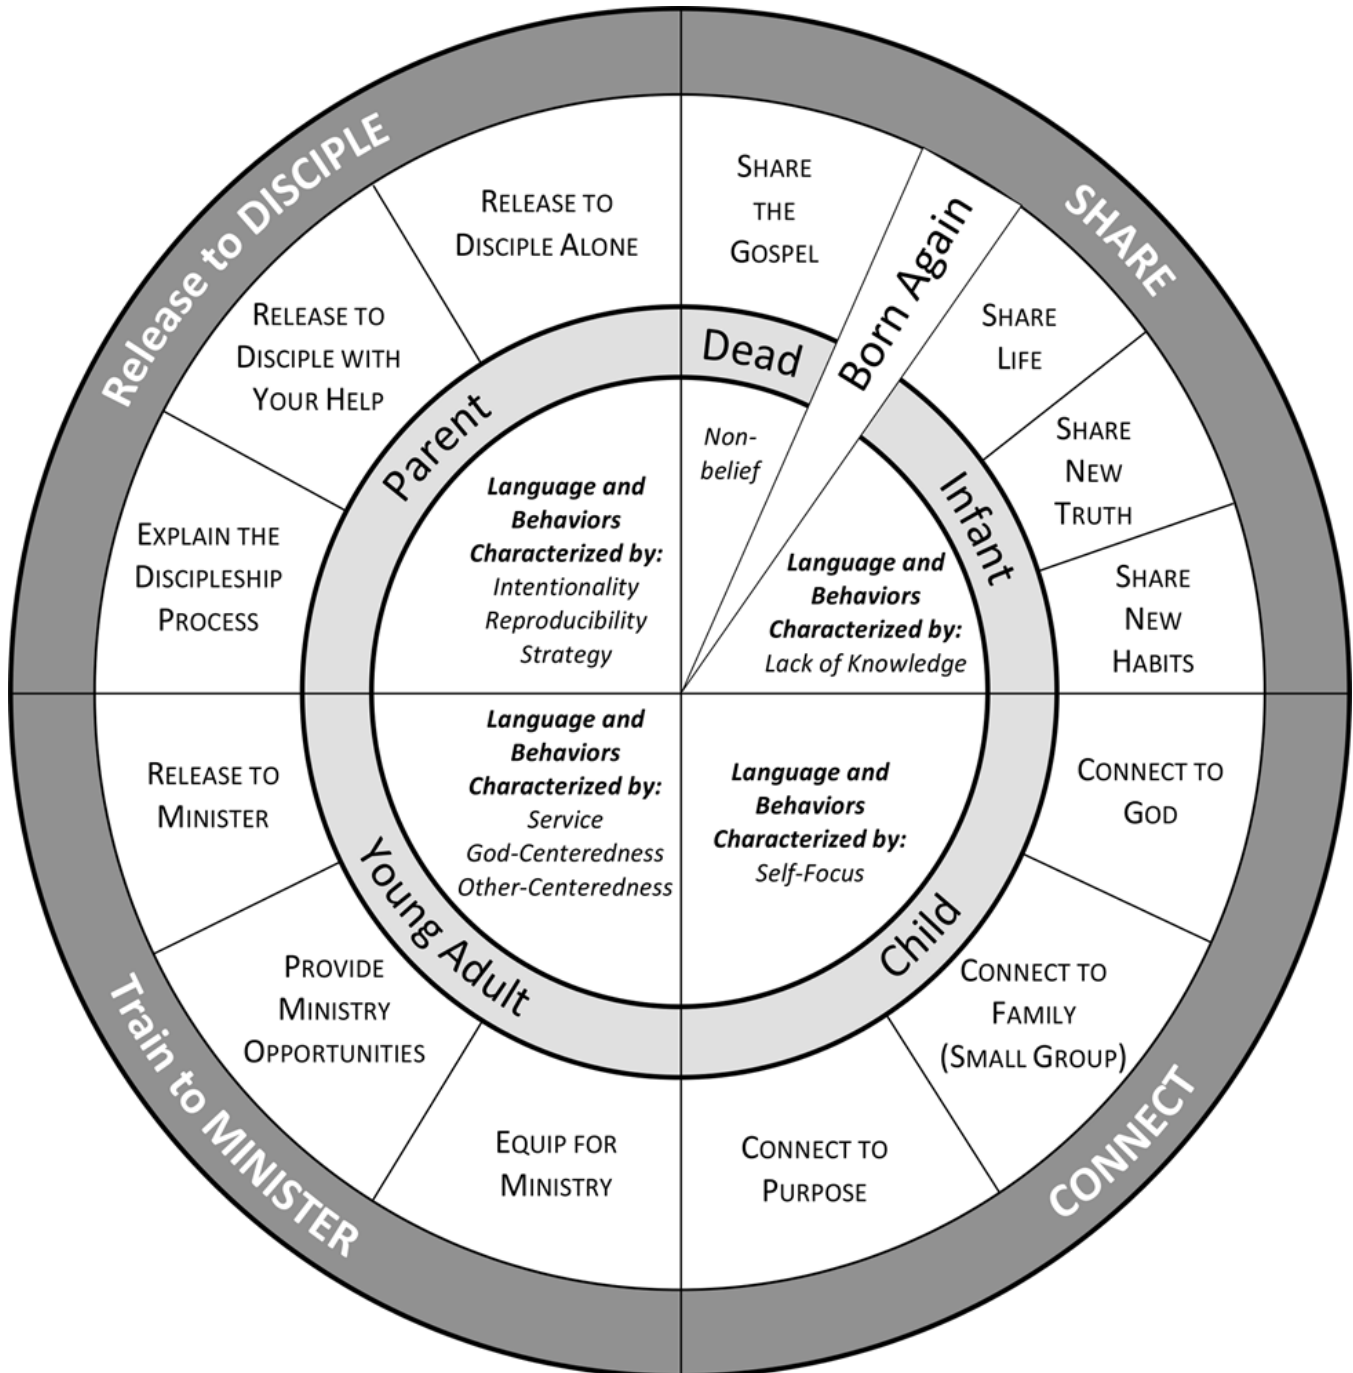 SHARE
SHARE
THE
GOSPEL
Dead
Non-
belief
Born Again
SHARE
LIFE
SHARE
NEW
TRUTH
SHARE
NEW
HABITS
Infant
Language and
Behaviors
Characterized by:
Lack of Knowledge
CONNECT
CONNECT TO
GOD
CONNECT TO
FAMILY
(SMALL GROUP)
CONNECT TO
PURPOSE
Child
Language and
Behaviors
Characterized by:
Self-Focus
Train to MINISTER
EQUIP FOR
MINISTRY
PROVIDE
MINISTRY
OPPORTUNITIES
RELEASE TO
MINISTER
Young Adult
Language and
Behaviors
Characterized by:
Service
God-Centeredness
Other-Centeredness
Release to DISCIPLE
EXPLAIN THE
DISCIPLESHIP
PROCESS
RELEASE TO
DISCIPLE WITH
YOUR HELP
RELEASE TO
DISCIPLE ALONE
Parent
Language and
Behaviors
Characterized by:
Intentionality
Reproducibility
Strategy